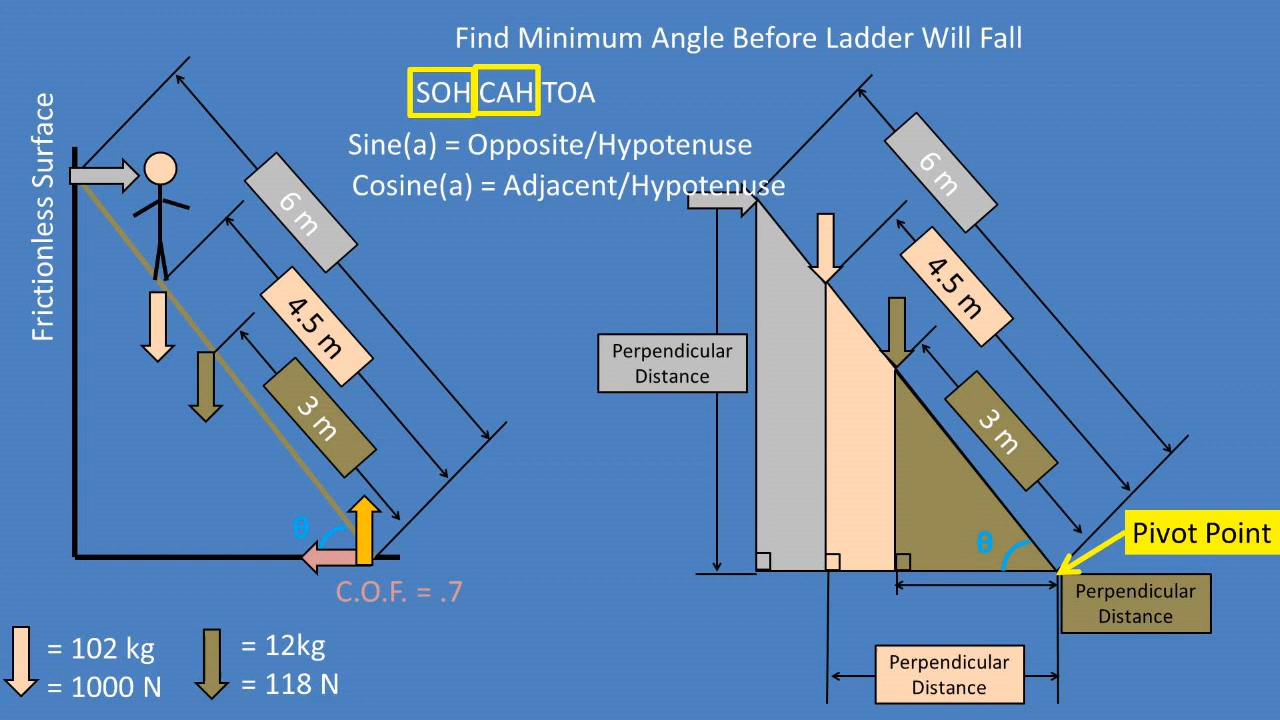 Find Minimum Angle Before Ladder Will Fall
SOH CAH TOA
Sine(a) = Opposite/Hypotenuse
Cosine(a) = Adjacent/Hypotenuse
Frictionless Surface
6 m
4.5 m
3 m
θ
C.O.F. = .7
= 102 kg
= 1000 N
= 12kg
= 118 N
6 m
4.5 m
3 m
Perpendicular
Distance
θ
Pivot Point
Perpendicular
Distance
Perpendicular
Distance